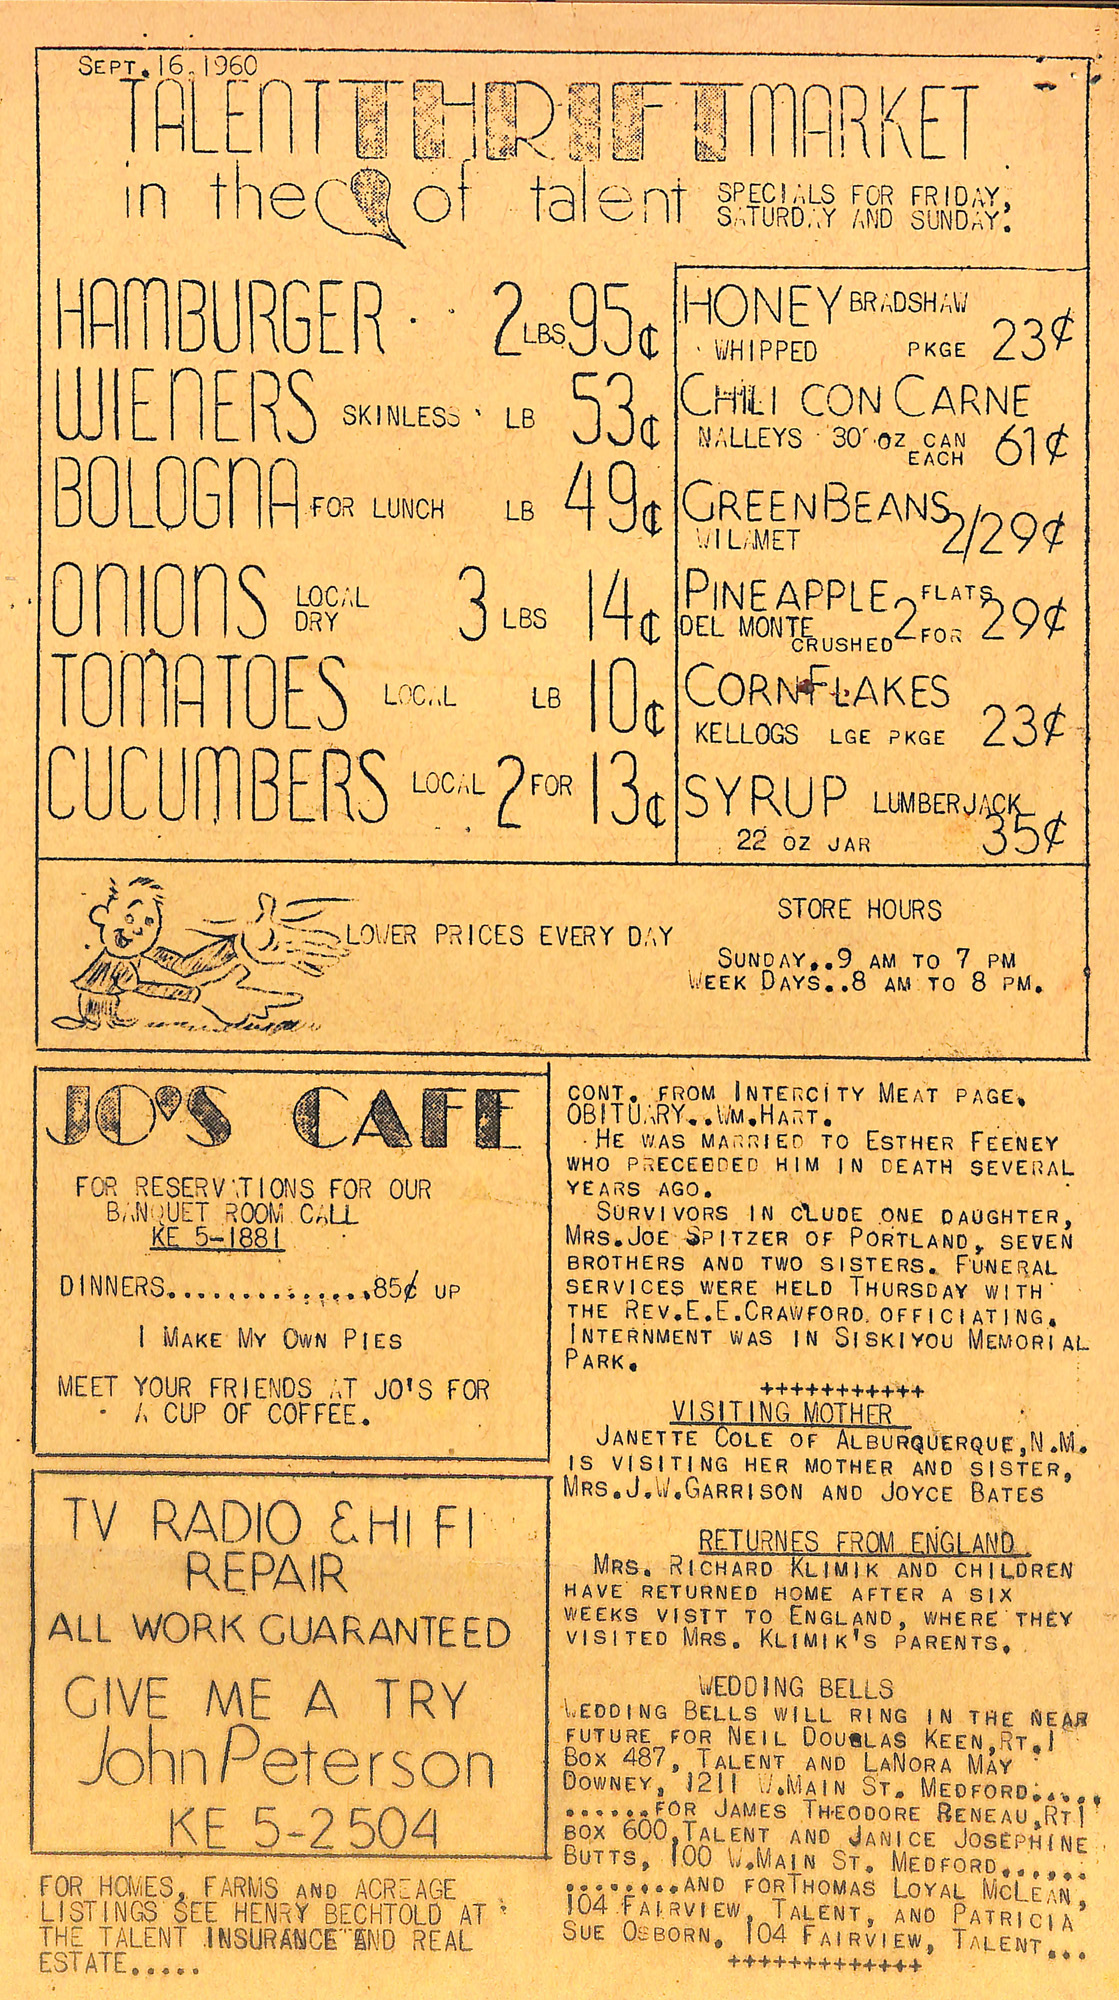 SEPT. 16, 1960
TALENT THRIFT MARKET
in the of talent
SPECIALS FOR FRIDAY,
SATURDAY AND SUNDAY.
HAMBURGER . . 2 LBS 95¢
WIENERS SKINLESS LB 53¢
BOLOGNA FOR LUNCH LB 49¢
ONIONS LOCAL DRY 3 LBS 14¢
TOMATOES LOCAL LB 10¢
CUCUMBERS LOCAL 2 FOR 13¢
HONEY BRADSHAW
WHIPPED PKGE 23¢
CHILI CON CARNE
NALLEYS 30 OZ CAN
EACH 61¢
GREEN BEANS
WILAMET 2/29¢
PINEAPPLE 2 FLATS
DEL MONTE CRUSHED FOR 29¢
CORN FLAKES
KELLOGS LGE PKGE 23¢
SYRUP LUMBERJACK
22 OZ JAR 35¢
LOWER PRICES EVERY DAY
STORE HOURS
SUNDAY..9 AM TO 7 PM
WEEK DAYS..8 AM TO 8 PM.
JO'S CAFE
FOR RESERVATIONS FOR OUR
BANQUET ROOM CALL
KE 5-1881
DINNERS...............85¢ UP
I MAKE MY OWN PIES
MEET YOUR FRIENDS AT JO'S FOR
A CUP OF COFFEE.
TV RADIO & HI FI
REPAIR
ALL WORK GUARANTEED
GIVE ME A TRY
John Peterson
KE 5-2504
FOR HOMES, FARMS AND ACREAGE
LISTINGS SEE HENRY BECHTOLD AT
THE TALENT INSURANCE AND REAL
ESTATE.....
CONT. FROM INTERCITY MEAT PAGE.
OBITUARY..WM.HART.
HE WAS MARRIED TO ESTHER FEENEY
WHO PRECEEDED HIM IN DEATH SEVERAL
YEARS AGO.
SURVIVORS IN CLUDE ONE DAUGHTER,
MRS.JOE SPITZER OF PORTLAND, SEVEN
BROTHERS AND TWO SISTERS. FUNERAL
SERVICES WERE HELD THURSDAY WITH
THE REV.E.E.CRAWFORD OFFICIATING.
INTERNMENT WAS IN SISKIYOU MEMORIAL
PARK.
+++++++++++
VISITING MOTHER
JANETTE COLE OF ALBURQUERQUE,N.M.
IS VISITING HER MOTHER AND SISTER,
MRS.J.W.GARRISON AND JOYCE BATES
RETURNES FROM ENGLAND
MRS. RICHARD KLIMIK AND CHILDREN
HAVE RETURNED HOME AFTER A SIX
WEEKS VISTT TO ENGLAND, WHERE THEY
VISITED MRS. KLIMIK'S PARENTS.
WEDDING BELLS
WEDDING BELLS WILL RING IN THE NEAR
FUTURE FOR NEIL DOUGLAS KEEN,RT.1
BOX 487, TALENT AND LANORA MAY
DOWNEY, 1211 W.MAIN ST. MEDFORD.....
......FOR JAMES THEODORE RENEAU,RT1
BOX 600,TALENT AND JANICE JOSEPHINE
BUTTS, 100 W.MAIN ST. MEDFORD......
........AND FORTHOMAS LOYAL MCLEAN,
104 FAIRVIEW, TALENT, AND PATRICIA
SUE OSBORN, 104 FAIRVIEW, TALENT...
+++++++++++++